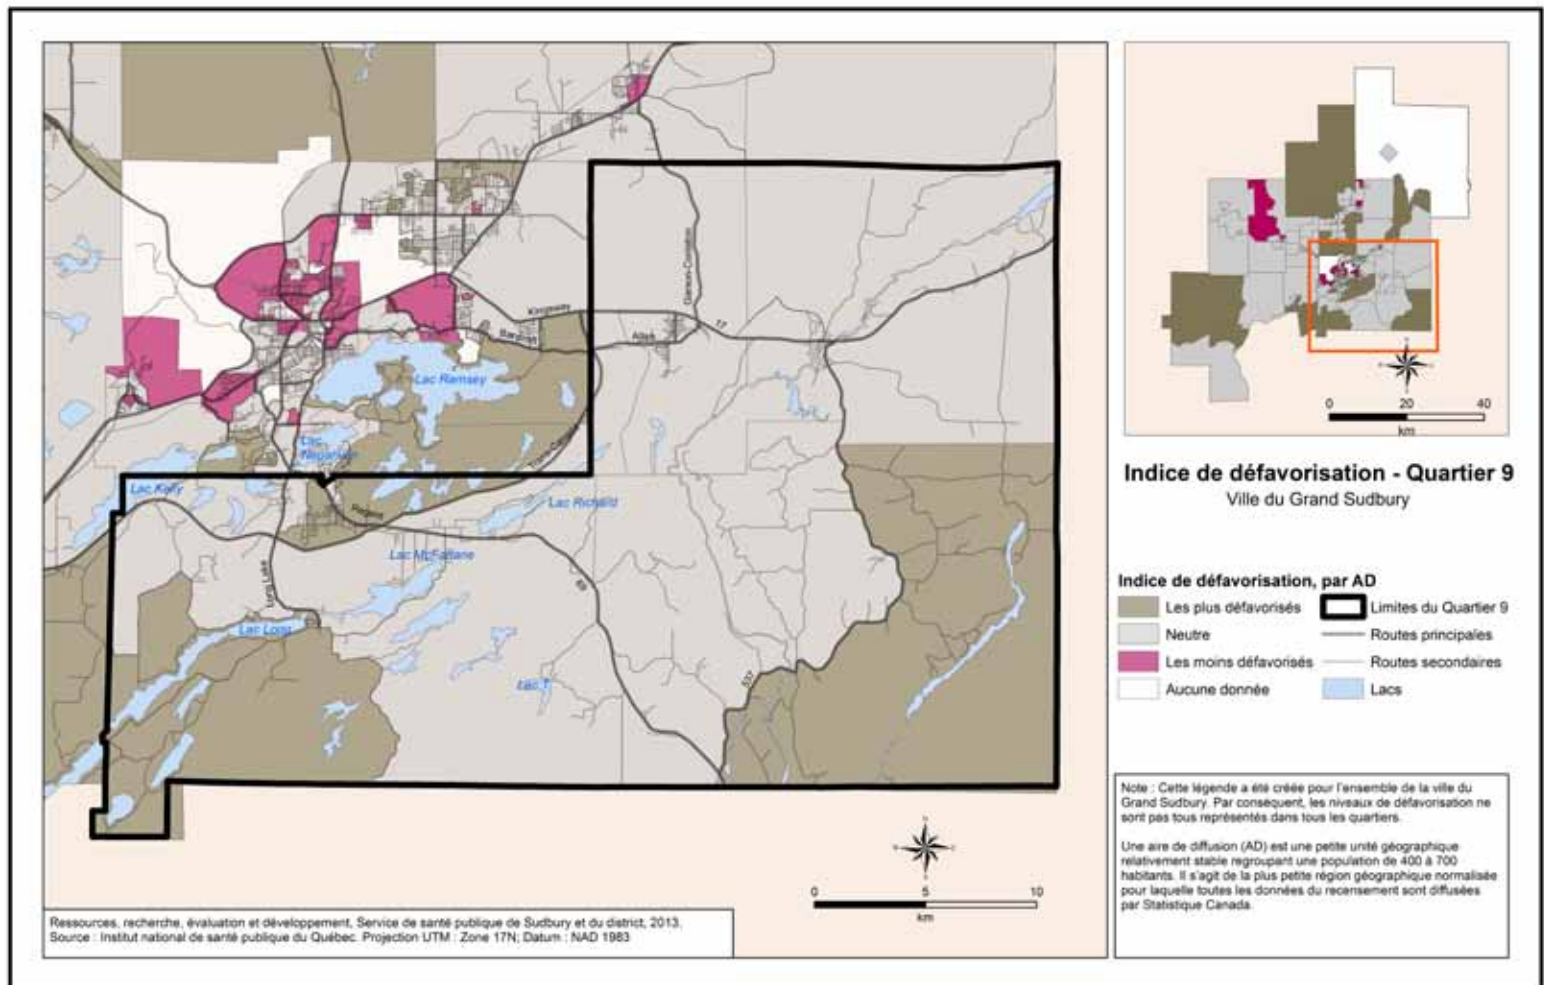 Kingsway
Bancroft
Allen
17
Lac Ramsey
Lac
Lac Kelly
Regent
Lac Richard
Lac McFarlane
69
Long Lake
Lac Long
537
0 5 10
km
Ressources, recherche, évaluation et développement, Service de santé publique de Sudbury et du district, 2013.
Source : Institut national de santé publique du Québec. Projection UTM : Zone 17N; Datum : NAD 1983
0 20 40
km
Indice de défavorisation - Quartier 9
Ville du Grand Sudbury
Indice de défavorisation, par AD
Les plus défavorisés
Limites du Quartier 9
Neutre
Routes principales
Les moins défavorisés
Routes secondaires
Aucune donnée
Lacs
Note : Cette légende a été créée pour l'ensemble de la ville du
Grand Sudbury. Par conséquent, les niveaux de défavorisation ne
sont pas tous représentés dans tous les quartiers.
Une aire de diffusion (AD) est une petite unité géographique
relativement stable regroupant une population de 400 à 700
habitants. Il s'agit de la plus petite région géographique normalisée
pour laquelle toutes les données du recensement sont diffusées
par Statistique Canada.